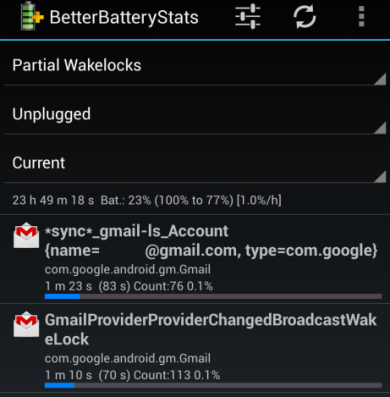 BetterBatteryStats
Partial Wakelocks
Unplugged
Current
23 h 49 m 18 s Bat.: 23% (100% to 77%) [1.0%/h]
*sync*_gmail-ls_Account
{name= @gmail.com, type=com.google}
com.google.android.gm.Gmail
1 m 23 s (83 s) Count:76 0.1%
GmailProviderProviderChangedBroadcastWak
eLock
com.google.android.gm.Gmail
1 m 10 s (70 s) Count:113 0.1%